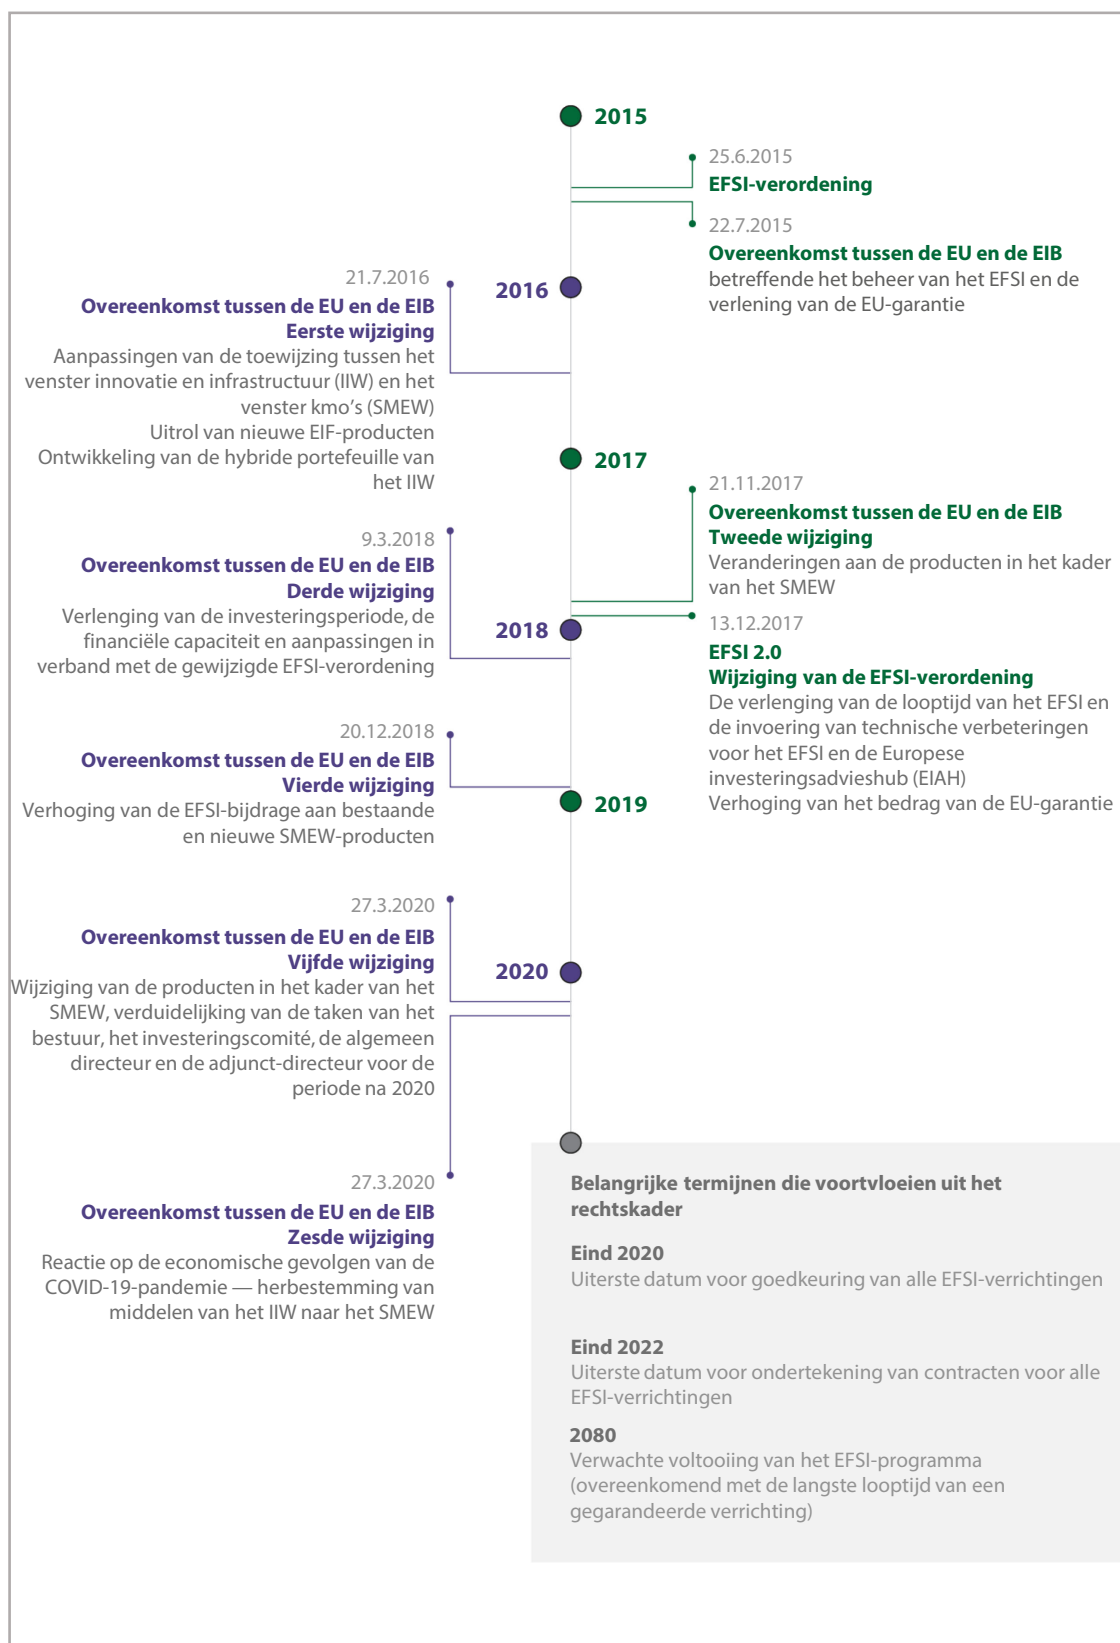 2015
25.6.2015
EFSI-verordening
22.7.2015
Overeenkomst tussen de EU en de EIB
betreffende het beheer van het EFSI en de
verlening van de EU-garantie
2016
21.7.2016
Overeenkomst tussen de EU en de EIB
Eerste wijziging
Aanpassingen van de toewijzing tussen het
venster innovatie en infrastructuur (IIW) en het
venster kmo's (SMEW)
Uitrol van nieuwe EIF-producten
Ontwikkeling van de hybride portefeuille van
het IIW
2017
21.11.2017
Overeenkomst tussen de EU en de EIB
Tweede wijziging
Veranderingen aan de producten in het kader
van het SMEW
13.12.2017
EFSI 2.0
Wijziging van de EFSI-verordening
De verlenging van de looptijd van het EFSI en
de invoering van technische verbeteringen
voor het EFSI en de Europese
investeringsadvieshub (EIAH)
Verhoging van het bedrag van de EU-garantie
2018
9.3.2018
Overeenkomst tussen de EU en de EIB
Derde wijziging
Verlenging van de investeringsperiode, de
financiële capaciteit en aanpassingen in
verband met de gewijzigde EFSI-verordening
20.12.2018
Overeenkomst tussen de EU en de EIB
Vierde wijziging
Verhoging van de EFSI-bijdrage aan bestaande
en nieuwe SMEW-producten
2019
2020
27.3.2020
Overeenkomst tussen de EU en de EIB
Vijfde wijziging
Wijziging van de producten in het kader van het
SMEW, verduidelijking van de taken van het
bestuur, het investeringscomité, de algemeen
directeur en de adjunct-directeur voor de
periode na 2020
27.3.2020
Overeenkomst tussen de EU en de EIB
Zesde wijziging
Reactie op de economische gevolgen van de
COVID-19-pandemie — herbestemming van
middelen van het IIW naar het SMEW
Belangrijke termijnen die voortvloeien uit het
rechtskader
Eind 2020
Uiterste datum voor goedkeuring van alle EFSI-verrichtingen
Eind 2022
Uiterste datum voor ondertekening van contracten voor alle
EFSI-verrichtingen
2080
Verwachte voltooiing van het EFSI-programma
(overeenkomend met de langste looptijd van een
gegarandeerde verrichting)